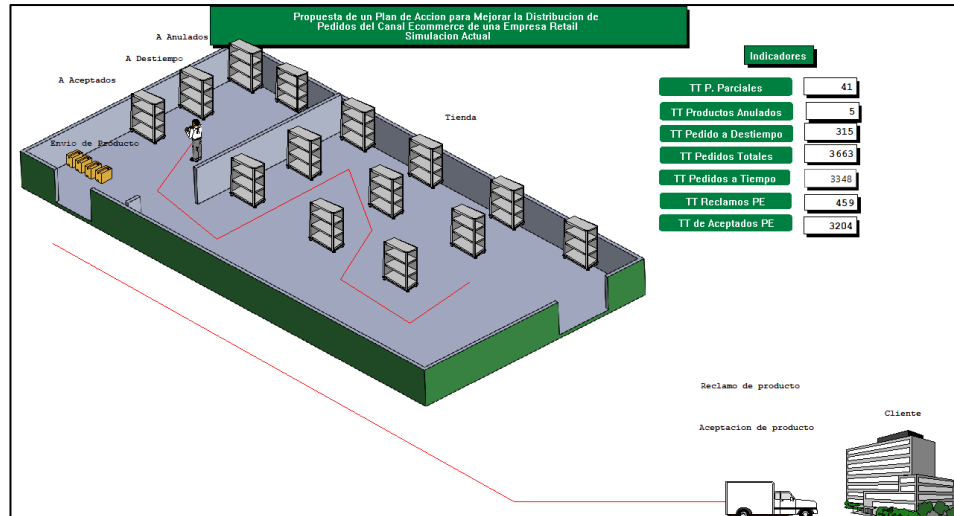 Propuesta de un Plan de Accion para Mejorar la Distribucion de
Pedidos del Canal Ecommerce de una Empresa Retail
Simulacion Actual
A Anulados
A Destiempo
A Aceptados
Envio de Producto
Tienda
Indicadores
TT P. Parciales 41
TT Productos Anulados 5
TT Pedido a Destiempo 315
TT Pedidos Totales 3663
TT Pedidos a Tiempo 3348
TT Reclamos PE 459
TT de Aceptados PE 3204
Reclamo de producto
Cliente
Aceptacion de producto